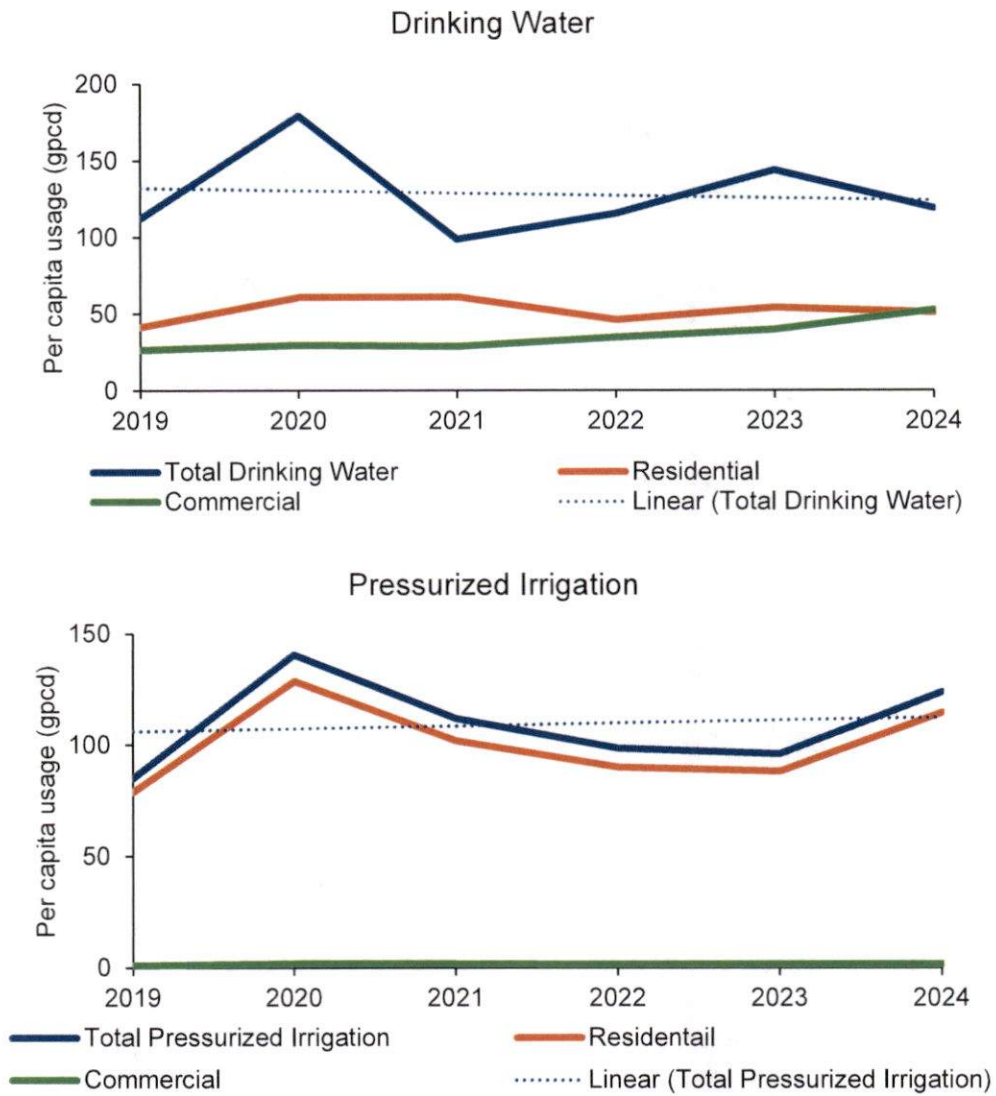 Drinking Water
200
150
100
50
0
Per capita usage (gpcd)
2019 2020 2021 2022 2023 2024
Total Drinking Water Residential
Commercial Linear (Total Drinking Water)
Pressurized Irrigation
150
100
50
0
Per capita usage (gpcd)
2019 2020 2021 2022 2023 2024
Total Pressurized Irrigation Residentail
Commercial Linear (Total Pressurized Irrigation)